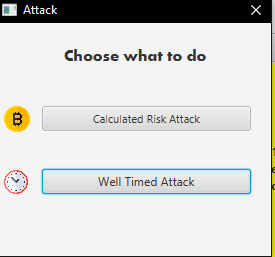 Attack
Choose what to do
Calculated Risk Attack
Well Timed Attack